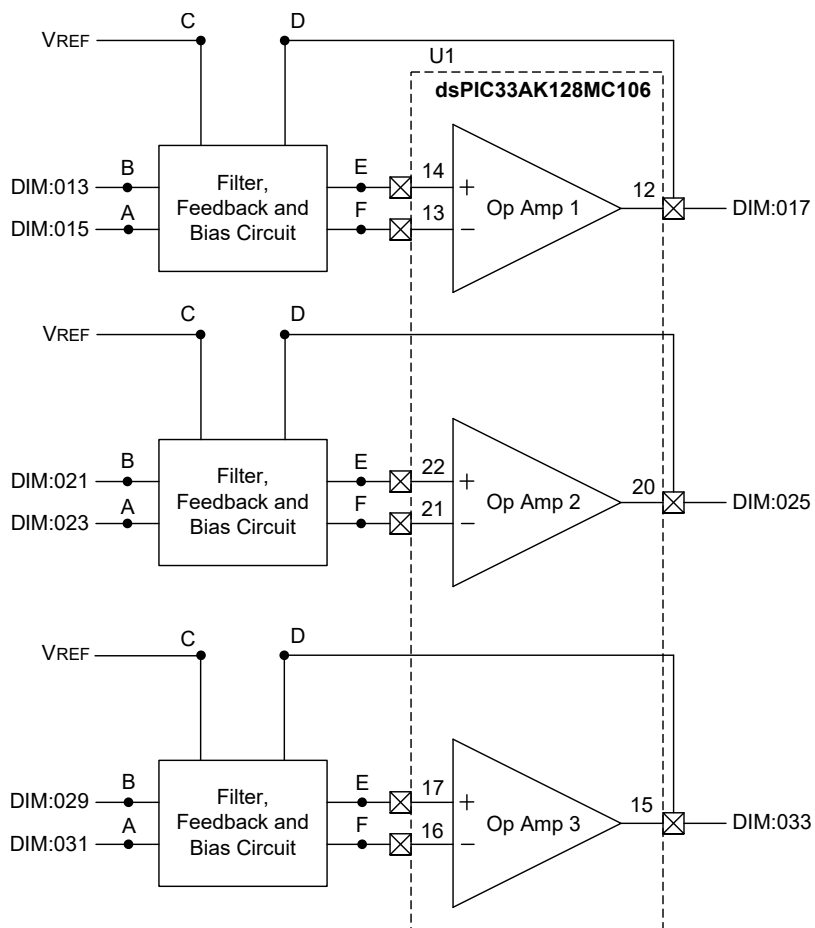 C
D
VREF
U1
dsPIC33AK128MC106
DIM:013
B
Filter,
Feedback and
Bias Circuit
E
14
+
Op Amp 1
12
DIM:017
DIM:015
A
F
13
−
C
D
VREF
DIM:021
B
Filter,
Feedback and
Bias Circuit
E
22
+
Op Amp 2
20
DIM:025
DIM:023
A
F
21
−
C
D
VREF
DIM:029
B
Filter,
Feedback and
Bias Circuit
E
17
+
Op Amp 3
15
DIM:033
DIM:031
A
F
16
−